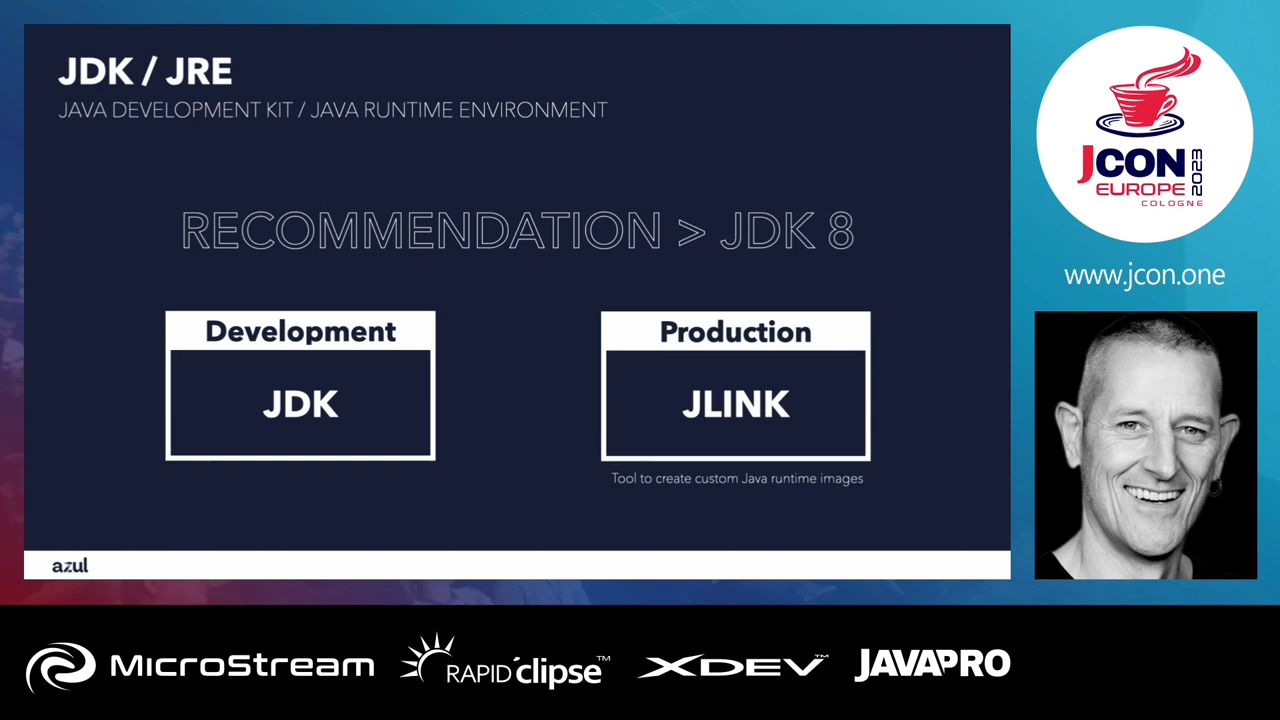 JDK / JRE
JAVA DEVELOPMENT KIT / JAVA RUNTIME ENVIRONMENT
RECOMMENDATION > JDK 8
Development
JDK
Production
JLINK
Tool to create custom Java runtime images
azul
JCON
EUROPE
2023
COLOGNE
www.jcon.one
MicroStream
RAPID clipse™
XDEV™
JAVAPRO